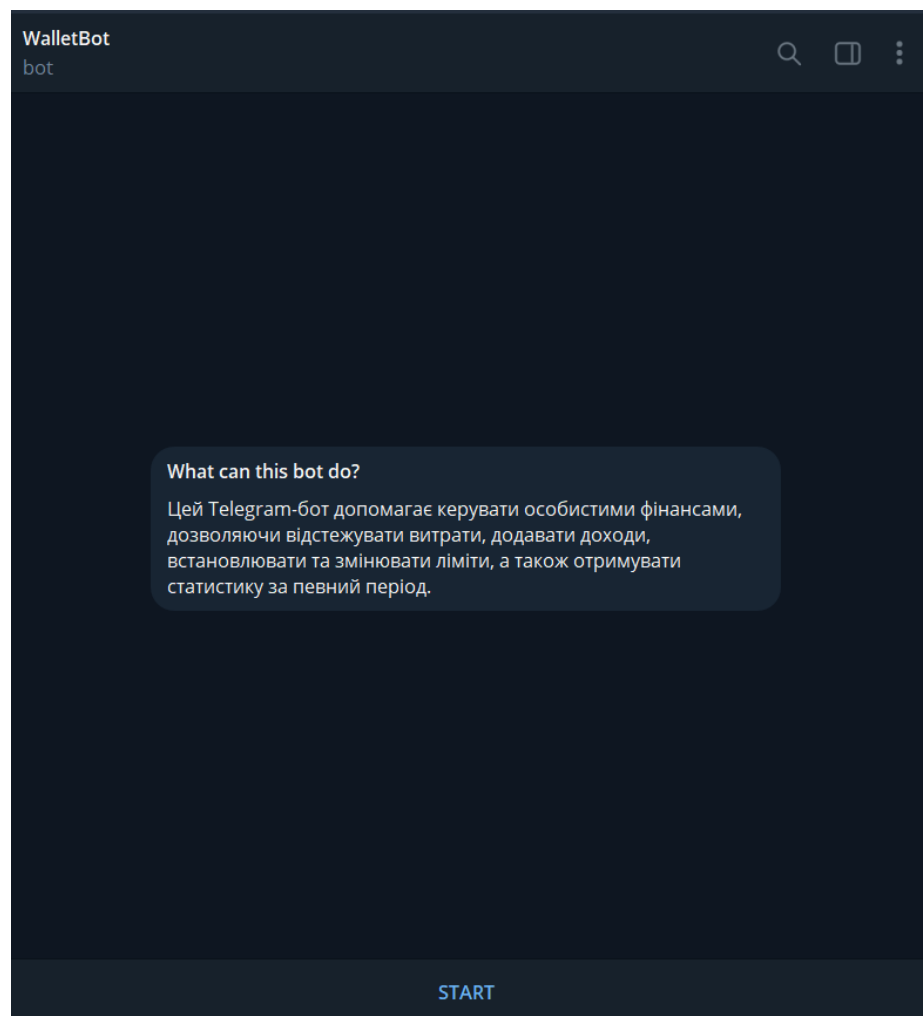 WalletBot
bot
What can this bot do?
Цей Telegram-бот допомагає керувати особистими фінансами,
дозволяючи відстежувати витрати, додавати доходи,
встановлювати та змінювати ліміти, а також отримувати
статистику за певний період.
START